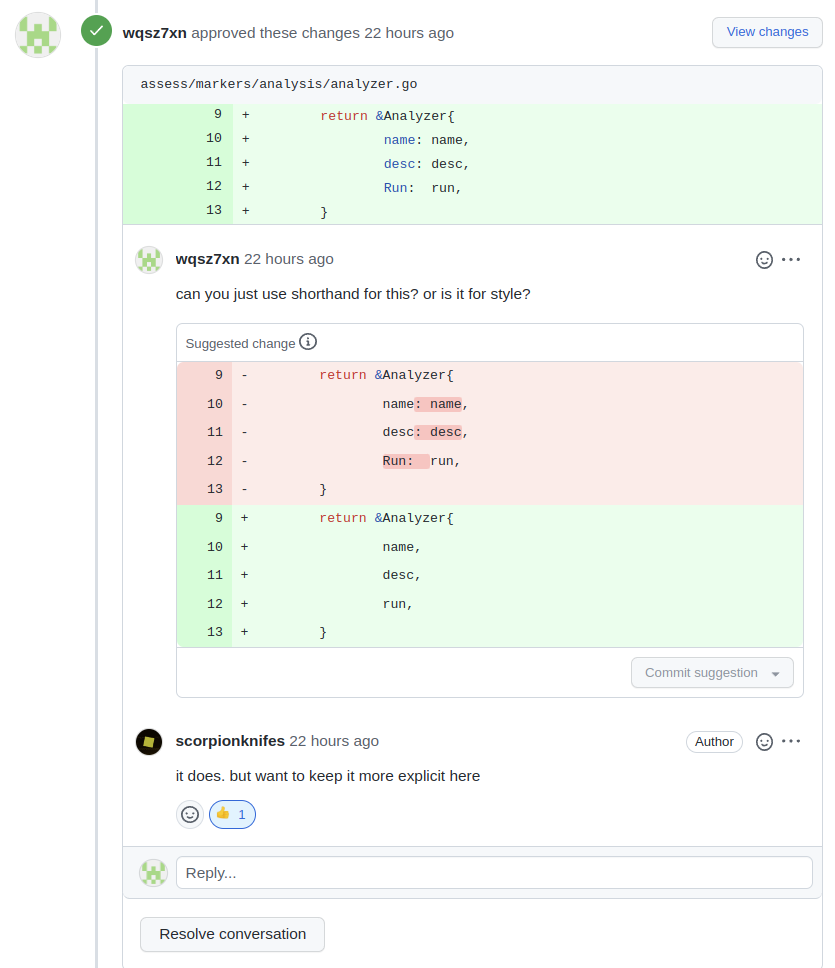 wqsz7xn approved these changes 22 hours ago
View changes
assess/markers/analysis/analyzer.go
9 + return &Analyzer{
10 + name: name,
11 + desc: desc,
12 + Run:  run,
13 + }
wqsz7xn 22 hours ago
can you just use shorthand for this? or is it for style?
Suggested change
9 - return &Analyzer{
10 - name: name,
11 - desc: desc,
12 - Run:  run,
13 - }
9 + return &Analyzer{
10 + name,
11 + desc,
12 + run,
13 + }
Commit suggestion
scorpionknifes 22 hours ago Author
it does. but want to keep it more explicit here
1
Reply...
Resolve conversation